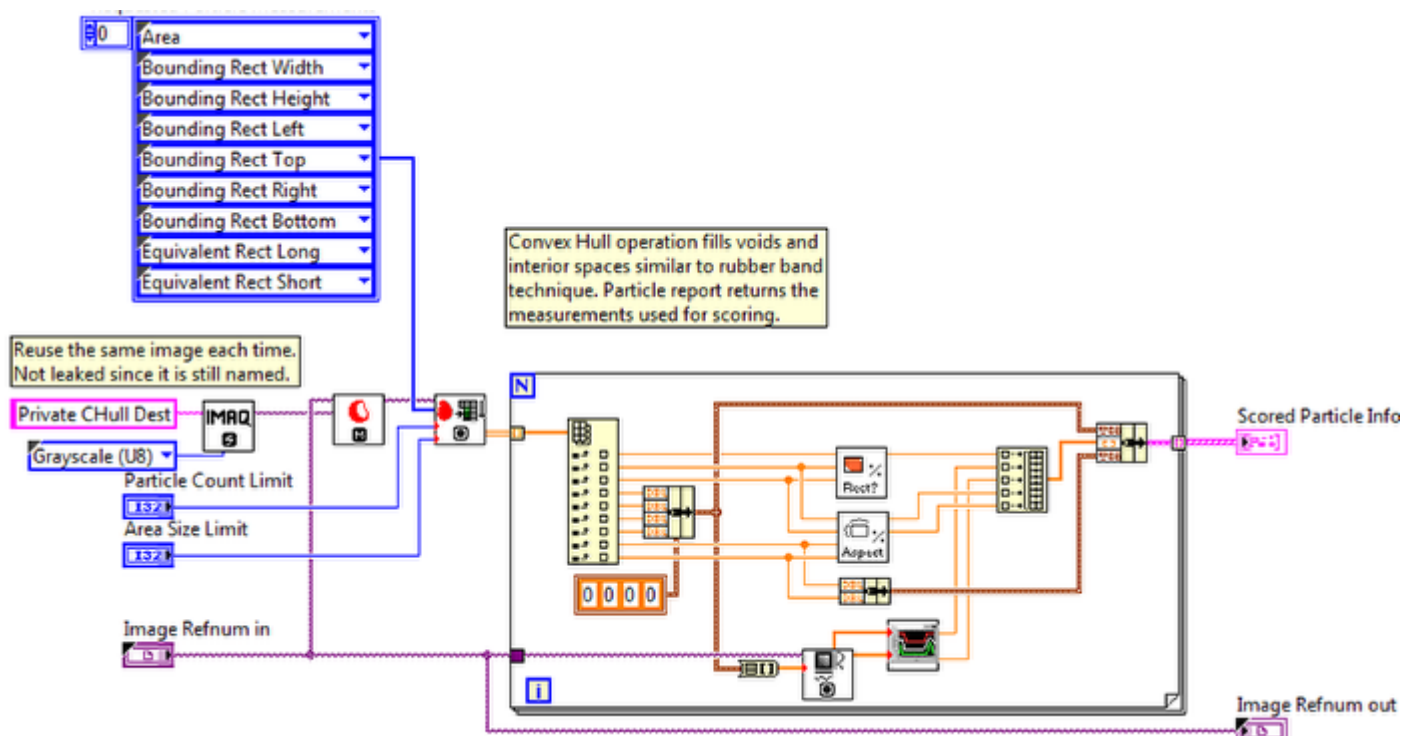 0
Area
Bounding Rect Width
Bounding Rect Height
Bounding Rect Left
Bounding Rect Top
Bounding Rect Right
Bounding Rect Bottom
Equivalent Rect Long
Equivalent Rect Short
Convex Hull operation fills voids and
interior spaces similar to rubber band
technique. Particle report returns the
measurements used for scoring.
Reuse the same image each time.
Not leaked since it is still named.
Private CHull Dest
IMAQ
Grayscale (U8)
Particle Count Limit
I32
Area Size Limit
I32
Image Refnum in
N
Rect?
Aspect
0 0 0 0
i
Scored Particle Info
Image Refnum out